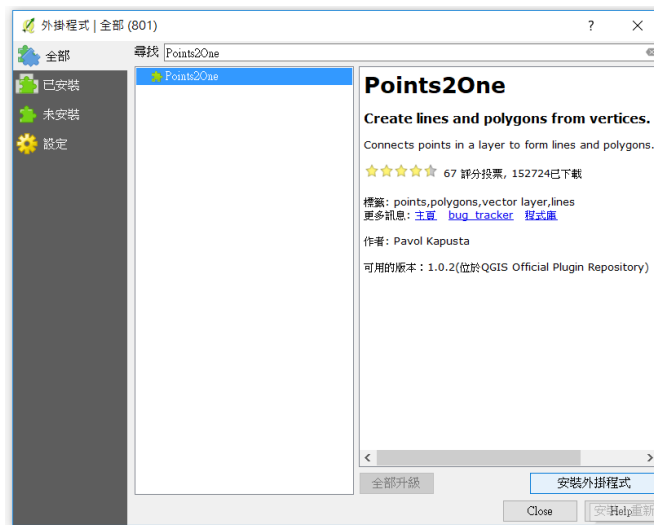 外掛程式 | 全部 (801)
全部
已安裝
未安裝
設定
尋找 Points2One
Points2One
Points2One
Create lines and polygons from vertices.
Connects points in a layer to form lines and polygons.
67 評分投票, 152724已下載
標籤: points,polygons,vector layer,lines
更多訊息: 主頁 bug tracker 程式庫
作者: Pavol Kapusta
可用的版本：1.0.2(位於QGIS Official Plugin Repository)
全部升級
安裝外掛程式
Close
Help